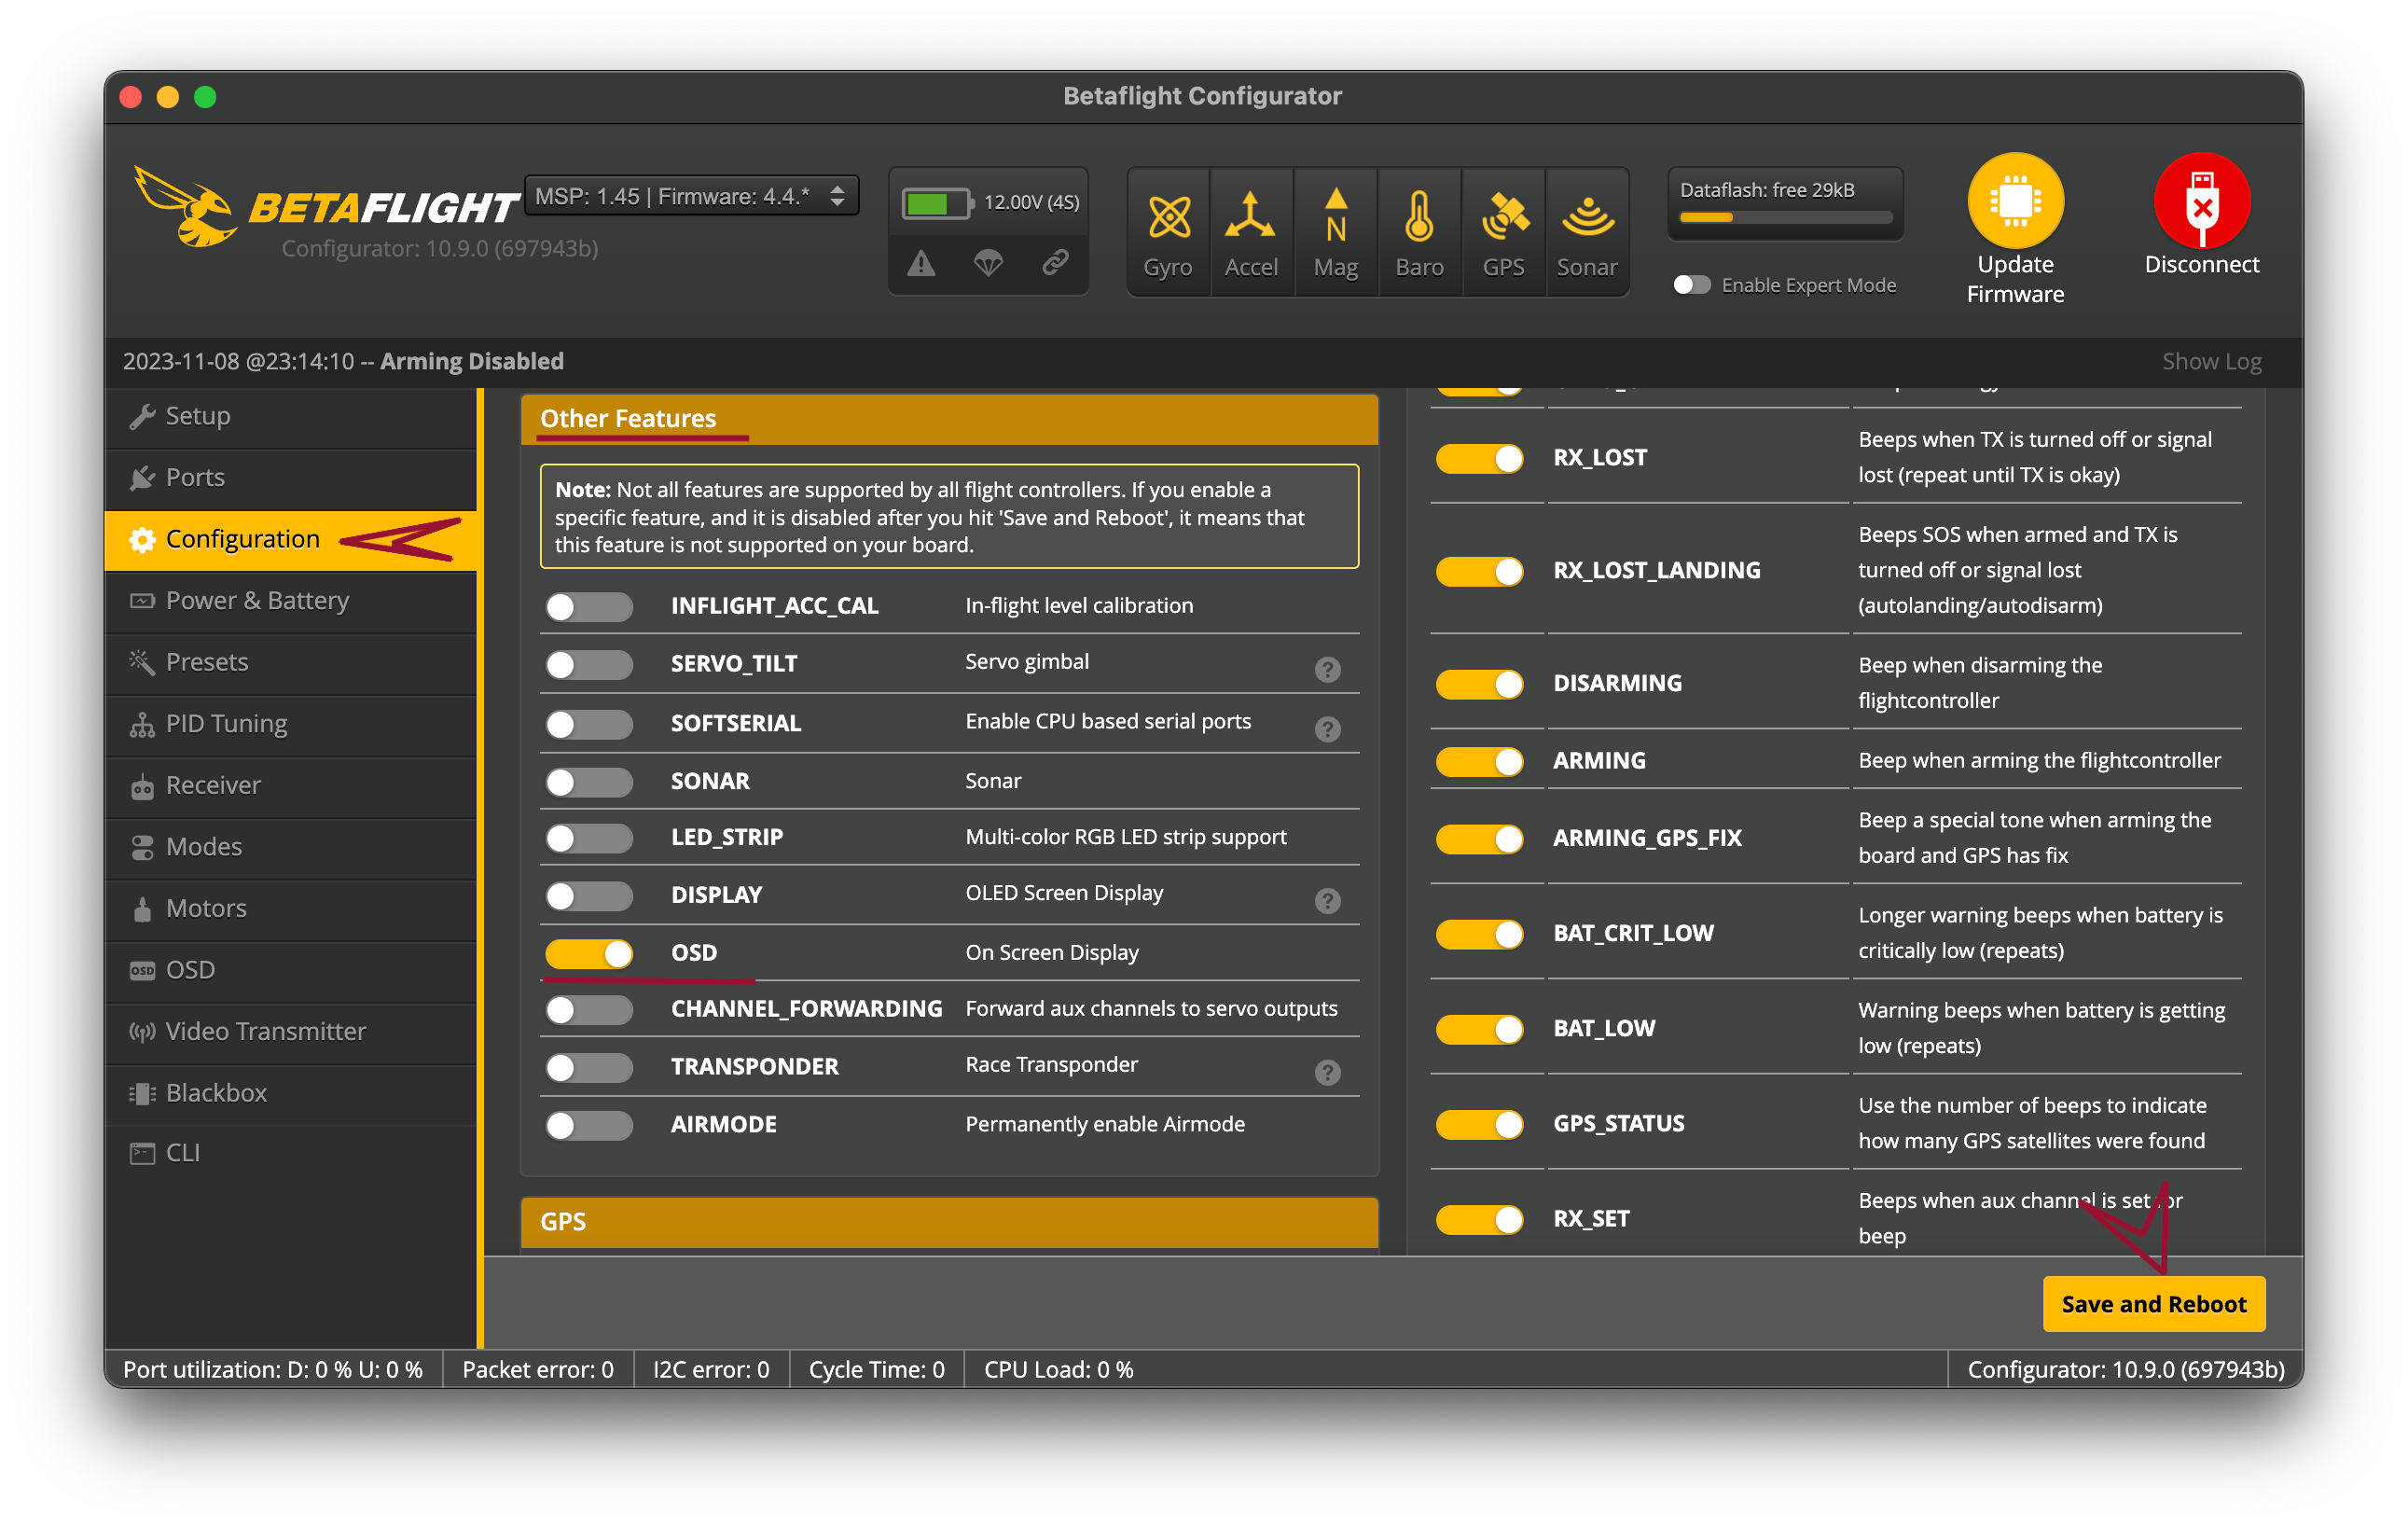 Betaflight Configurator
BETAFLIGHT
Configurator: 10.9.0 (697943b)
MSP: 1.45 | Firmware: 4.4.*
12.00V (4S)
N
Gyro
Accel
Mag
Baro
GPS
Sonar
Dataflash: free 29kB
Enable Expert Mode
Update
Firmware
Disconnect
2023-11-08 @23:14:10 -- Arming Disabled
Show Log
Setup
Ports
Configuration
Power & Battery
Presets
PID Tuning
Receiver
Modes
Motors
OSD
OSD
Video Transmitter
Blackbox
CLI
Other Features
Note: Not all features are supported by all flight controllers. If you enable a
specific feature, and it is disabled after you hit 'Save and Reboot', it means that
this feature is not supported on your board.
INFLIGHT_ACC_CAL In-flight level calibration
SERVO_TILT Servo gimbal ?
SOFTSERIAL Enable CPU based serial ports ?
SONAR Sonar
LED_STRIP Multi-color RGB LED strip support
DISPLAY OLED Screen Display ?
OSD On Screen Display
CHANNEL_FORWARDING Forward aux channels to servo outputs
TRANSPONDER Race Transponder ?
AIRMODE Permanently enable Airmode
GPS
RX_LOST
Beeps when TX is turned off or signal
lost (repeat until TX is okay)
RX_LOST_LANDING
Beeps SOS when armed and TX is
turned off or signal lost
(autolanding/autodisarm)
DISARMING
Beep when disarming the
flightcontroller
ARMING
Beep when arming the flightcontroller
ARMING_GPS_FIX
Beep a special tone when arming the
board and GPS has fix
BAT_CRIT_LOW
Longer warning beeps when battery is
critically low (repeats)
BAT_LOW
Warning beeps when battery is getting
low (repeats)
GPS_STATUS
Use the number of beeps to indicate
how many GPS satellites were found
RX_SET
Beeps when aux channel is set for
beep
Save and Reboot
Port utilization: D: 0 % U: 0 %
Packet error: 0
I2C error: 0
Cycle Time: 0
CPU Load: 0 %
Configurator: 10.9.0 (697943b)